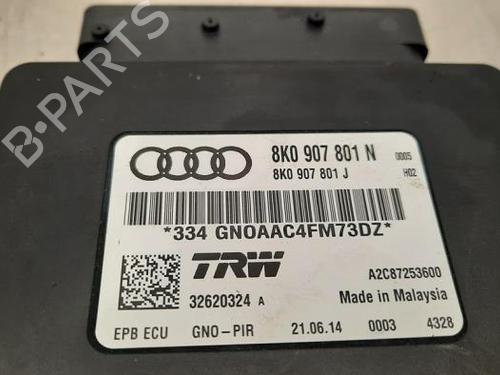 B-PARTS
8K0 907 801 N 0005
8K0 907 801 J H02
*334 GN0AAC4FM73DZ*
TRW
A2C87253600
32620324 A Made in Malaysia
EPB ECU GNO-PIR 21.06.14 0003 4328